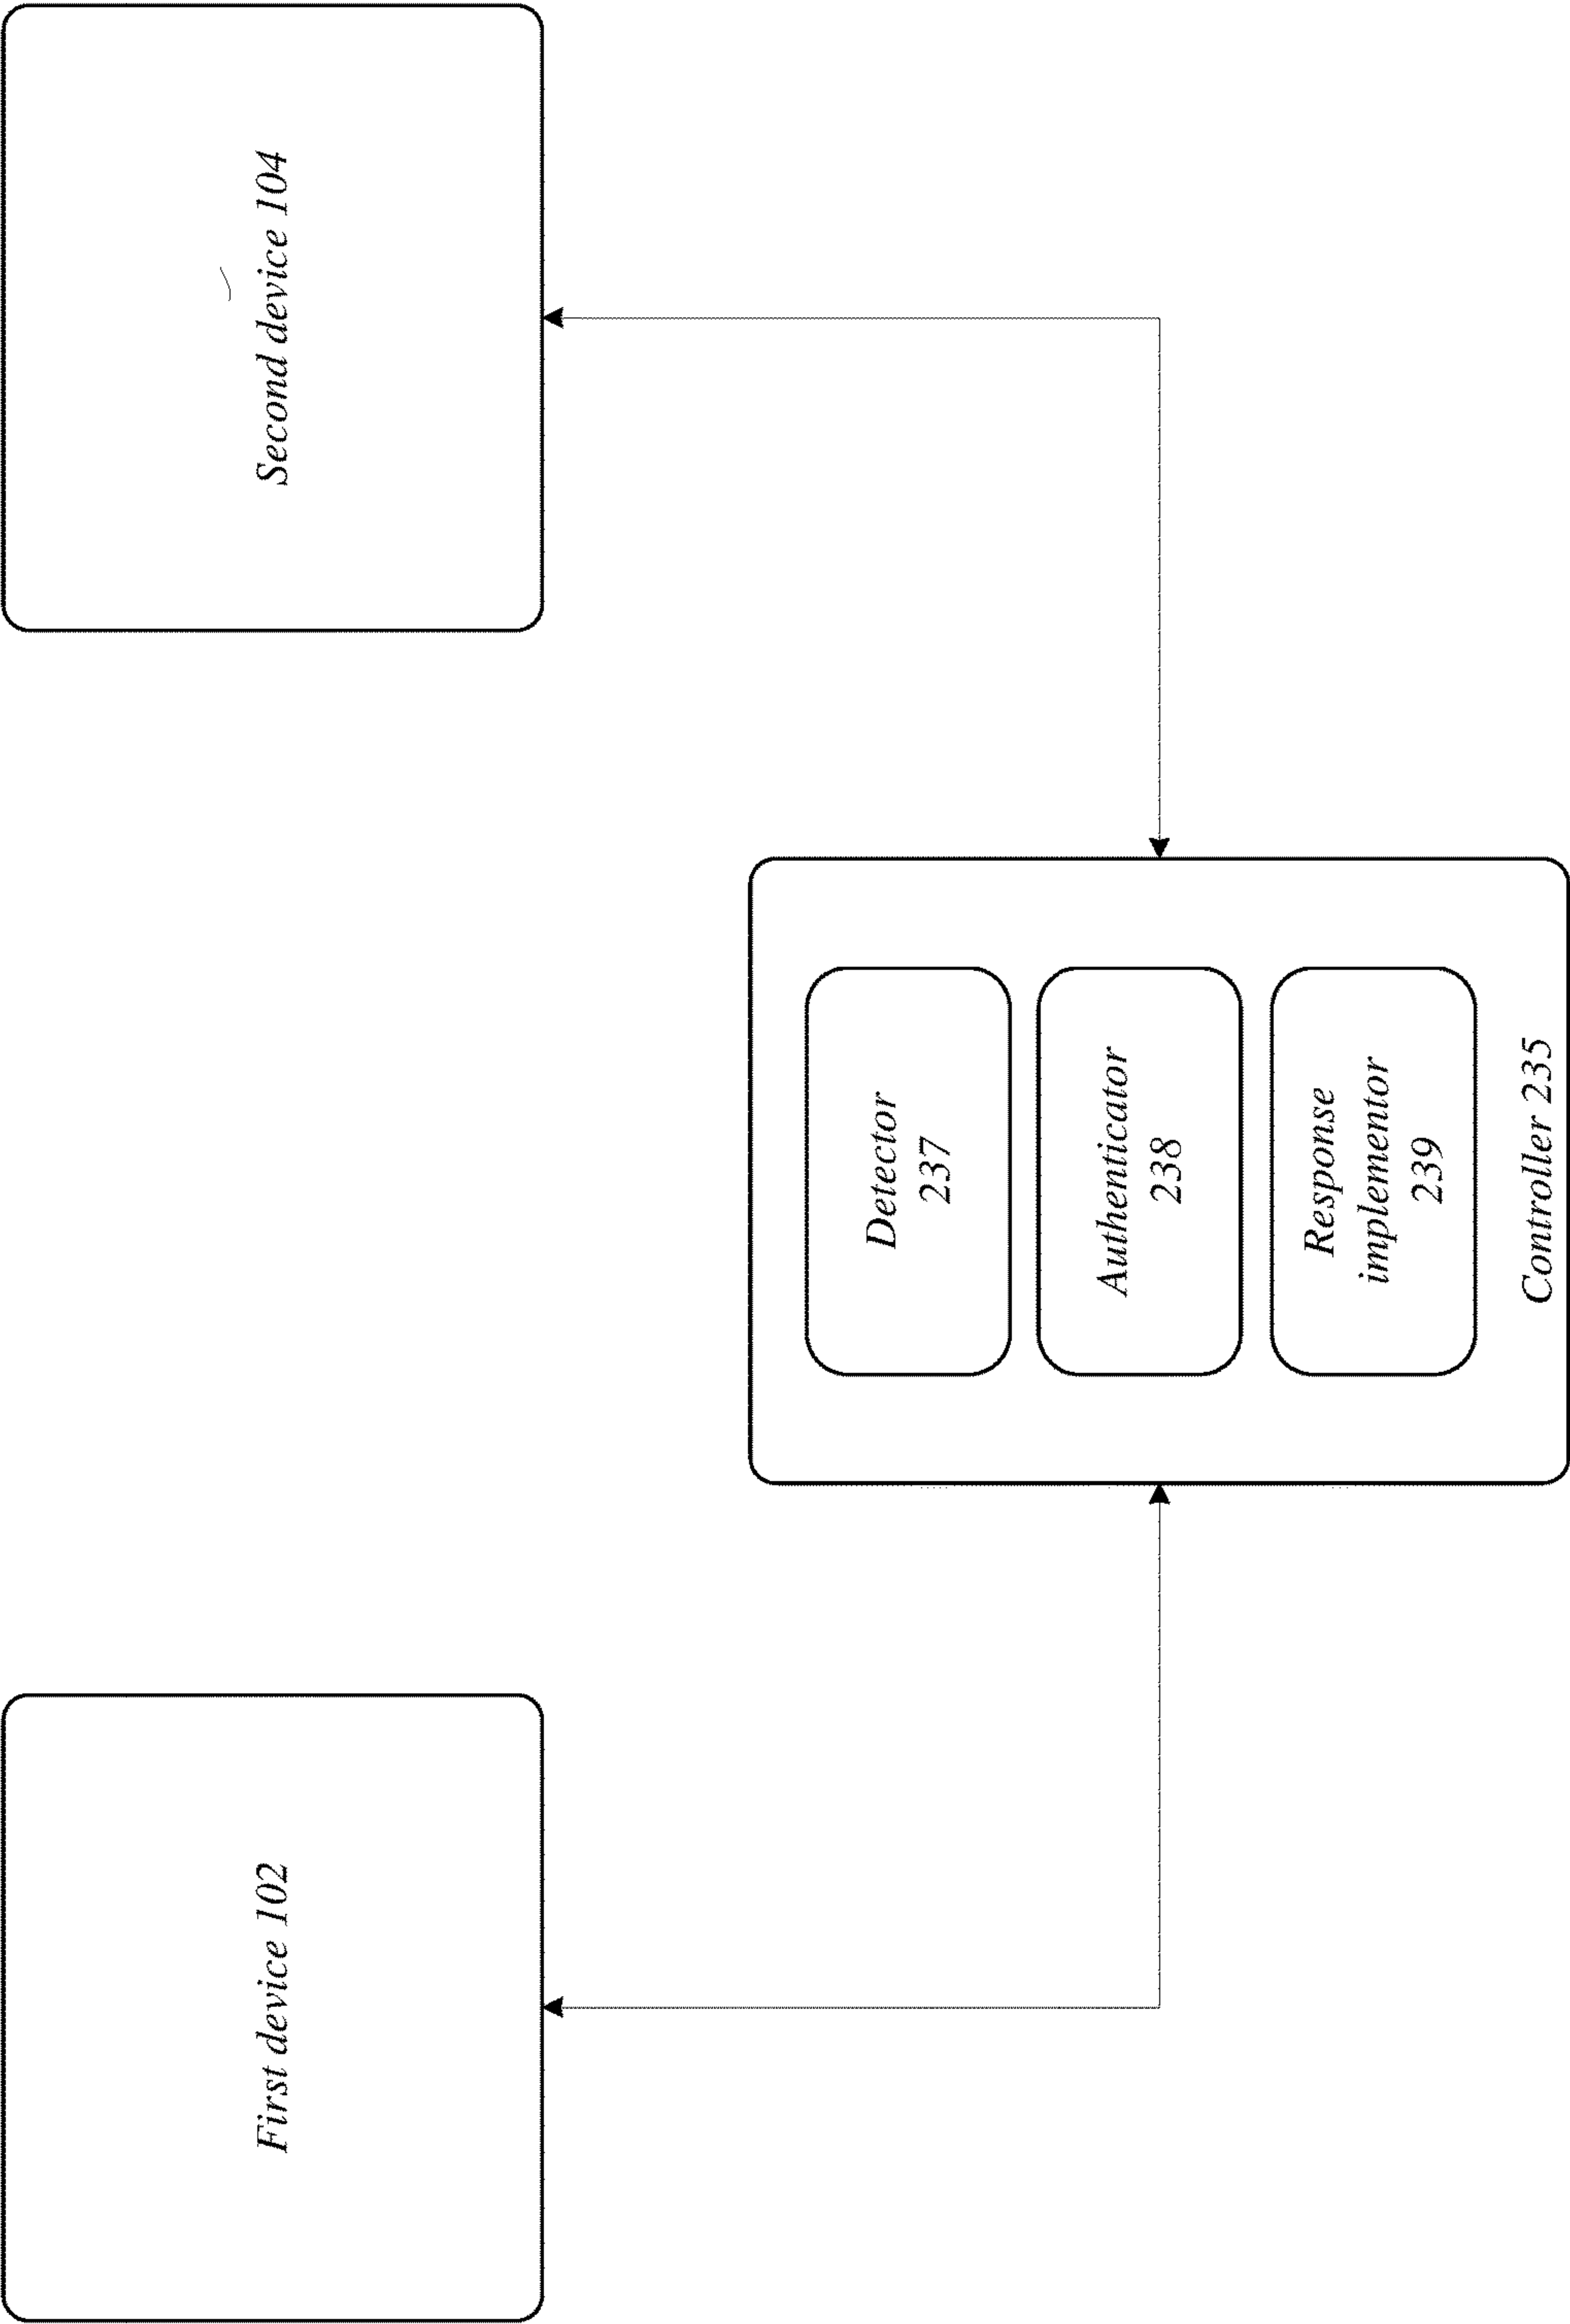 First device 102
Second device 104
Detector
237
Authenticator
238
Response
implementor
239
Controller 235